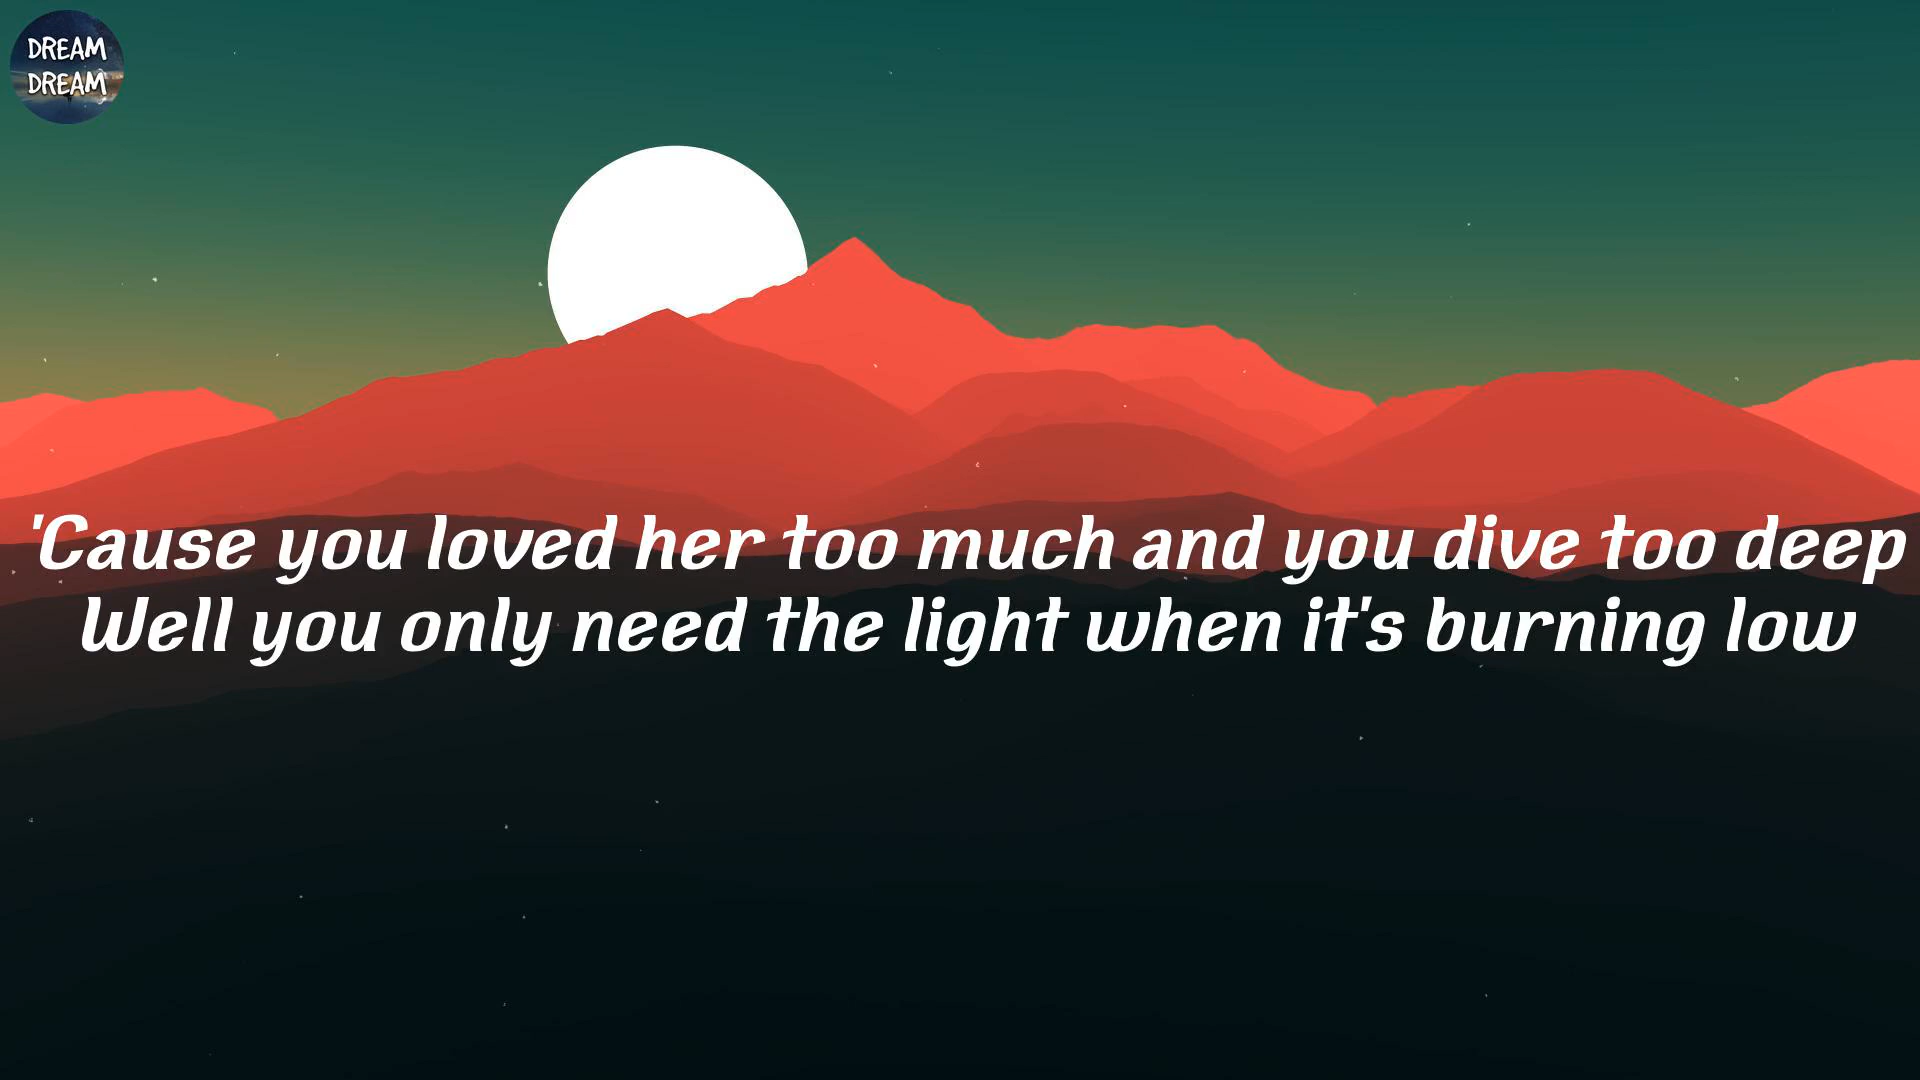 DREAM
DREAM
'Cause you loved her too much and you dive too deep
Well you only need the light when it's burning low